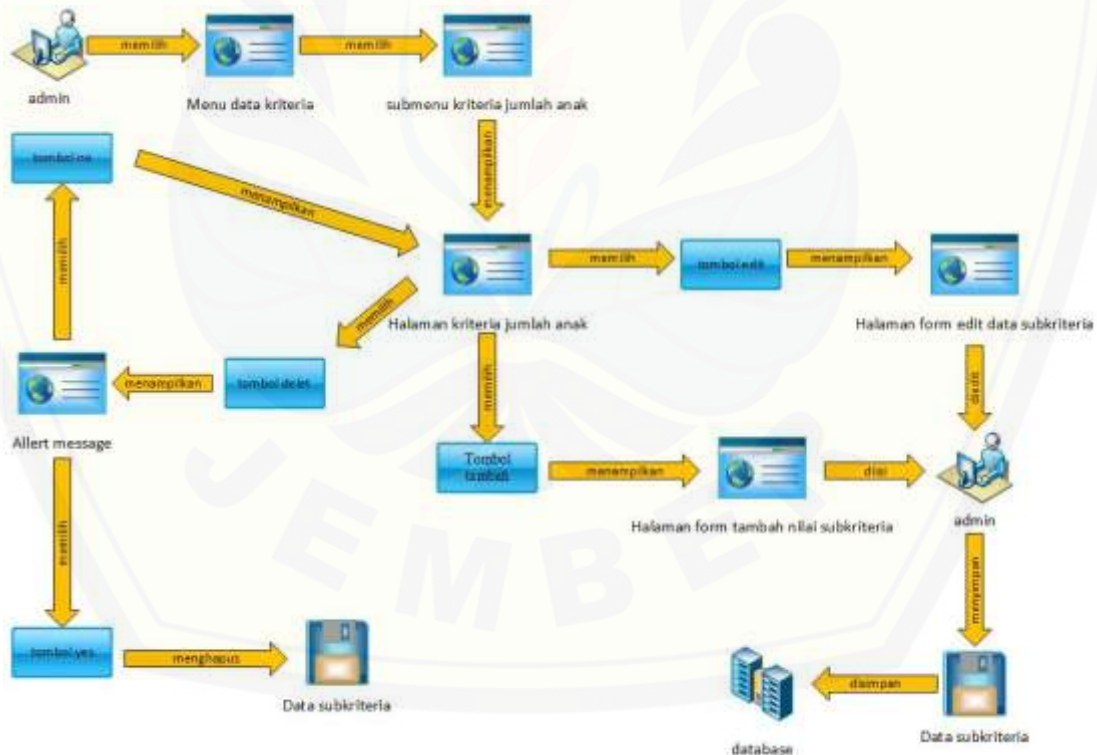 memilih
memilih
admin
Menu data kriteria
submenu kriteria jumlah anak
tombol no
menampilkan
menampilkan
memilih
memilih
tombol edit
menampilkan
Halaman kriteria jumlah anak
Halaman form edit data subkriteria
memilih
tombol delet
menampilkan
Allert message
memilih
diedit
Tombol
tambah
menampilkan
diisi
Halaman form tambah nilai subkriteria
admin
memilih
menyimpan
tombol yes
menghapus
Data subkriteria
disimpan
database
Data subkriteria
JEMBER